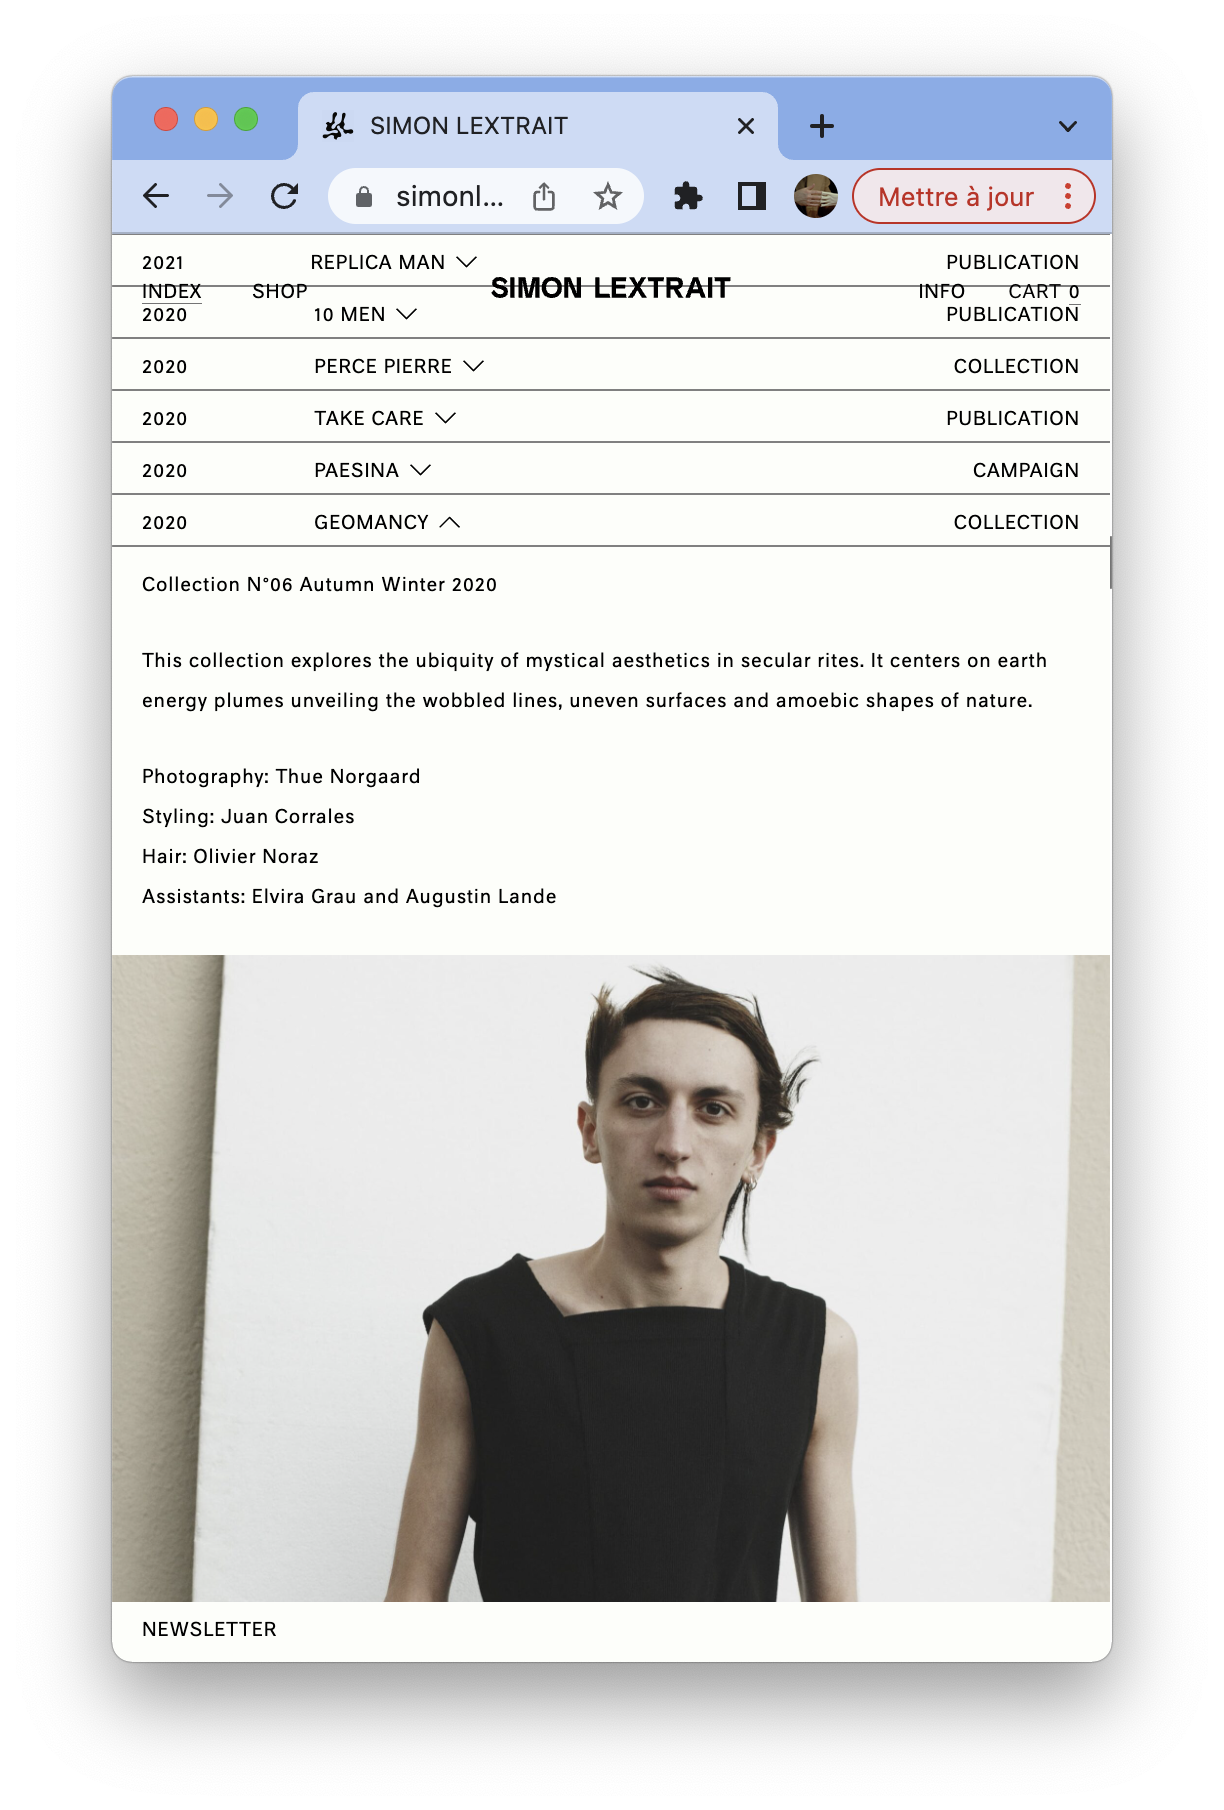 SIMON LEXTRAIT
simonl...
Mettre à jour
2021 REPLICA MAN PUBLICATION
INDEX SHOP SIMON LEXTRAIT INFO CART 0
2020 10 MEN PUBLICATION
2020 PERCE PIERRE COLLECTION
2020 TAKE CARE PUBLICATION
2020 PAESINA CAMPAIGN
2020 GEOMANCY COLLECTION
Collection N°06 Autumn Winter 2020
This collection explores the ubiquity of mystical aesthetics in secular rites. It centers on earth
energy plumes unveiling the wobbled lines, uneven surfaces and amoebic shapes of nature.
Photography: Thue Norgaard
Styling: Juan Corrales
Hair: Olivier Noraz
Assistants: Elvira Grau and Augustin Lande
NEWSLETTER